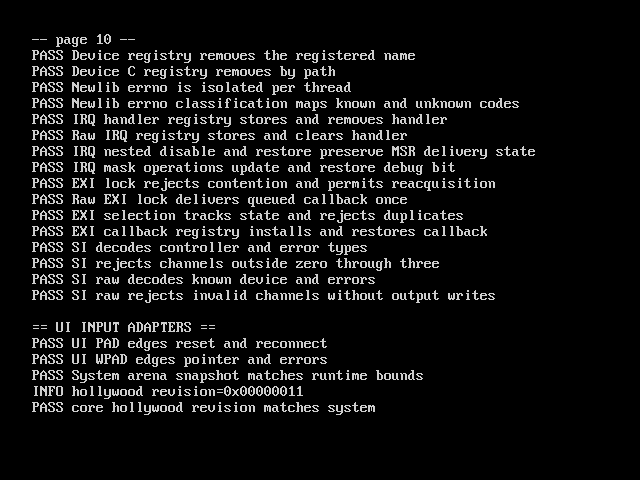 -- page 10 --
PASS Device registry removes the registered name
PASS Device C registry removes by path
PASS Newlib errno is isolated per thread
PASS Newlib errno classification maps known and unknown codes
PASS IRQ handler registry stores and removes handler
PASS Raw IRQ registry stores and clears handler
PASS IRQ nested disable and restore preserve MSR delivery state
PASS IRQ mask operations update and restore debug bit
PASS EXI lock rejects contention and permits reacquisition
PASS Raw EXI lock delivers queued callback once
PASS EXI selection tracks state and rejects duplicates
PASS EXI callback registry installs and restores callback
PASS SI decodes controller and error types
PASS SI rejects channels outside zero through three
PASS SI raw decodes known device and errors
PASS SI raw rejects invalid channels without output writes
== UI INPUT ADAPTERS ==
PASS UI PAD edges reset and reconnect
PASS UI WPAD edges pointer and errors
PASS System arena snapshot matches runtime bounds
INFO hollywood revision=0x00000011
PASS core hollywood revision matches system